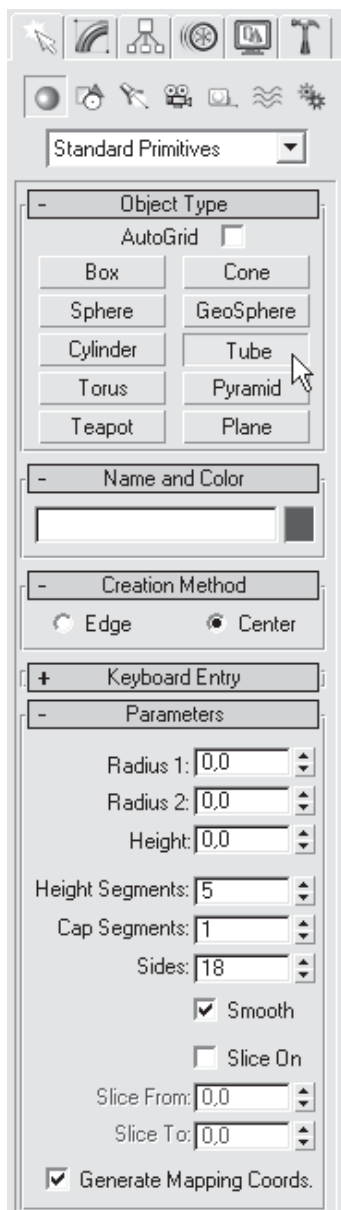 Standard Primitives
- Object Type
AutoGrid
Box Cone
Sphere GeoSphere
Cylinder Tube
Torus Pyramid
Teapot Plane
- Name and Color
- Creation Method
Edge Center
+ Keyboard Entry
- Parameters
Radius 1: 0,0
Radius 2: 0,0
Height: 0,0
Height Segments: 5
Cap Segments: 1
Sides: 18
Smooth
Slice On
Slice From: 0,0
Slice To: 0,0
Generate Mapping Coords.